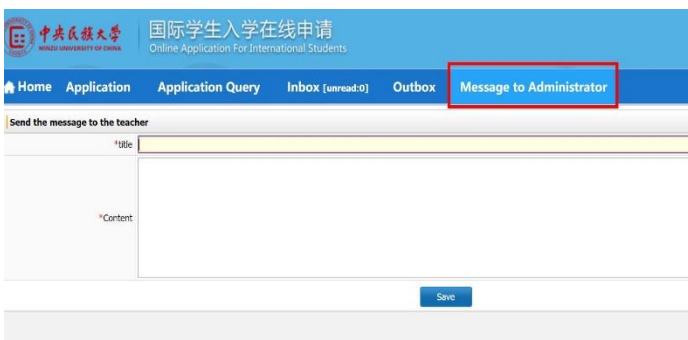 中央民族大学
MINZU UNIVERSITY OF CHINA
国际学生入学在线申请
Online Application For International Students
Home Application Application Query Inbox [unread:0] Outbox Message to Administrator
Send the message to the teacher
*title
*Content
Save